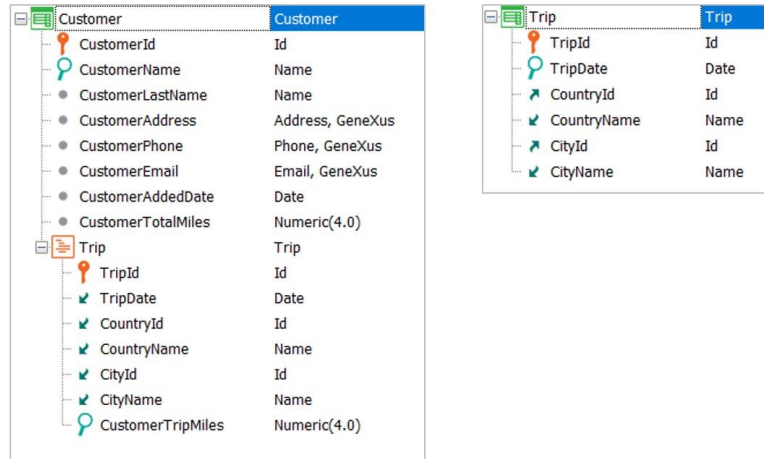 Customer Customer
CustomerId Id
CustomerName Name
CustomerLastName Name
CustomerAddress Address, GeneXus
CustomerPhone Phone, GeneXus
CustomerEmail Email, GeneXus
CustomerAddedDate Date
CustomerTotalMiles Numeric(4.0)
Trip Trip
TripId Id
TripDate Date
CountryId Id
CountryName Name
CityId Id
CityName Name
CustomerTripMiles Numeric(4.0)
Trip Trip
TripId Id
TripDate Date
CountryId Id
CountryName Name
CityId Id
CityName Name